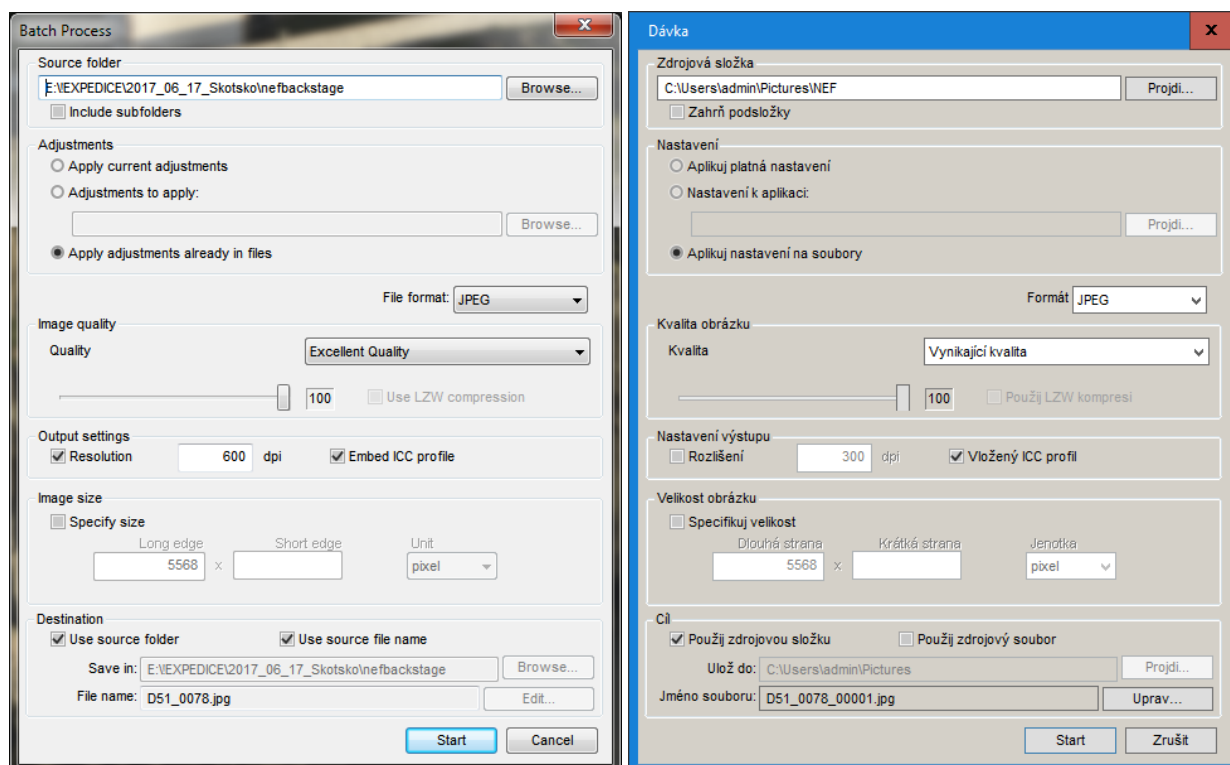 Batch Process
Source folder
E:\!EXPEDICE\2017_06_17_Skotsko\nefbackstage
Browse...
Include subfolders
Adjustments
Apply current adjustments
Adjustments to apply:
Browse...
Apply adjustments already in files
File format: JPEG
Image quality
Quality Excellent Quality
100 Use LZW compression
Output settings
Resolution 600 dpi Embed ICC profile
Image size
Specify size
Long edge Short edge Unit
5568 x pixel
Destination
Use source folder Use source file name
Save in: E:\!EXPEDICE\2017_06_17_Skotsko\nefbackstage Browse...
File name: D51_0078.jpg Edit...
Start Cancel
Dávka
Zdrojová složka
C:\Users\admin\Pictures\NEF Projdi...
Zahrň podsložky
Nastavení
Aplikuj platná nastavení
Nastavení k aplikaci:
Projdi...
Aplikuj nastavení na soubory
Formát JPEG
Kvalita obrázku
Kvalita Vynikající kvalita
100 Použij LZW kompresi
Nastavení výstupu
Rozlišení 300 dpi Vložený ICC profil
Velikost obrázku
Specifikuj velikost
Dlouhá strana Krátká strana Jenotka
5568 x pixel
Cíl
Použij zdrojovou složku Použij zdrojový soubor
Ulož do: C:\Users\admin\Pictures Projdi...
Jméno souboru: D51_0078_00001.jpg Uprav...
Start Zrušit